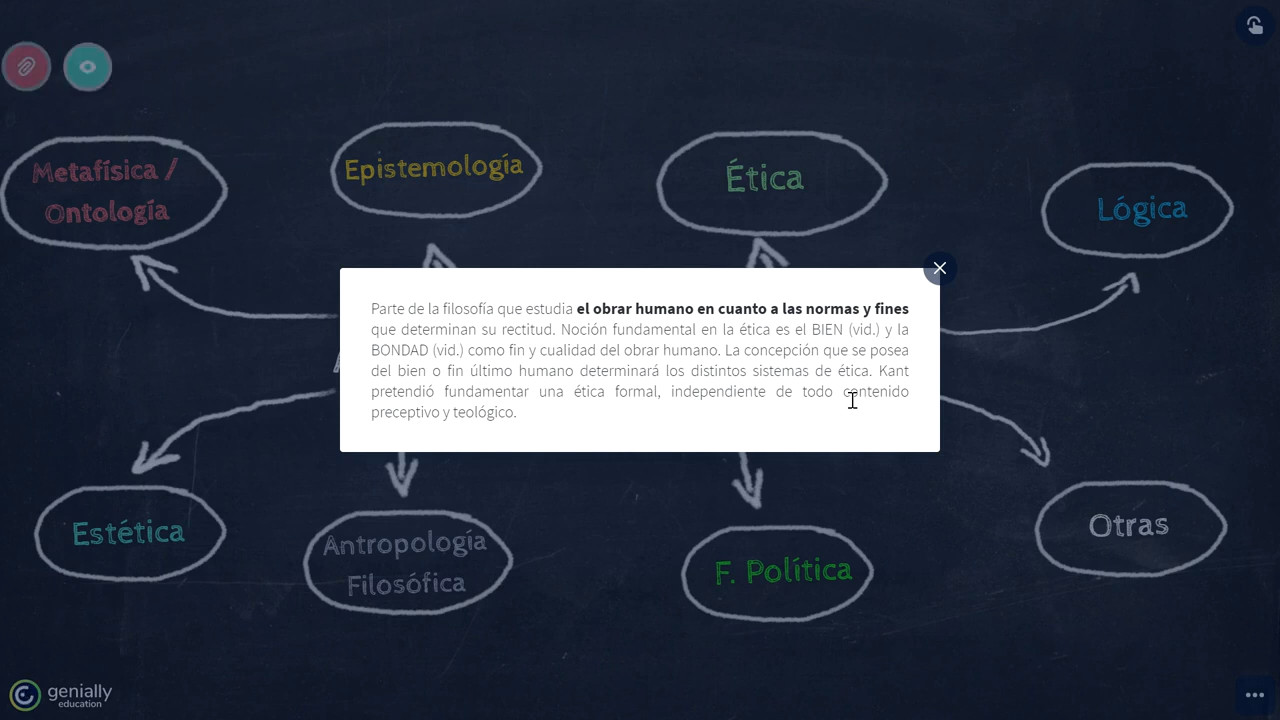 Metafísica /
Ontología
Epistemología
Ética
Lógica
Parte de la filosofía que estudia el obrar humano en cuanto a las normas y fines
que determinan su rectitud. Noción fundamental en la ética es el BIEN (vid.) y la
BONDAD (vid.) como fin y cualidad del obrar humano. La concepción que se posea
del bien o fin último humano determinará los distintos sistemas de ética. Kant
pretendió fundamentar una ética formal, independiente de todo contenido
preceptivo y teológico.
Estética
Antropología
Filosófica
F. Política
Otras
genially
education